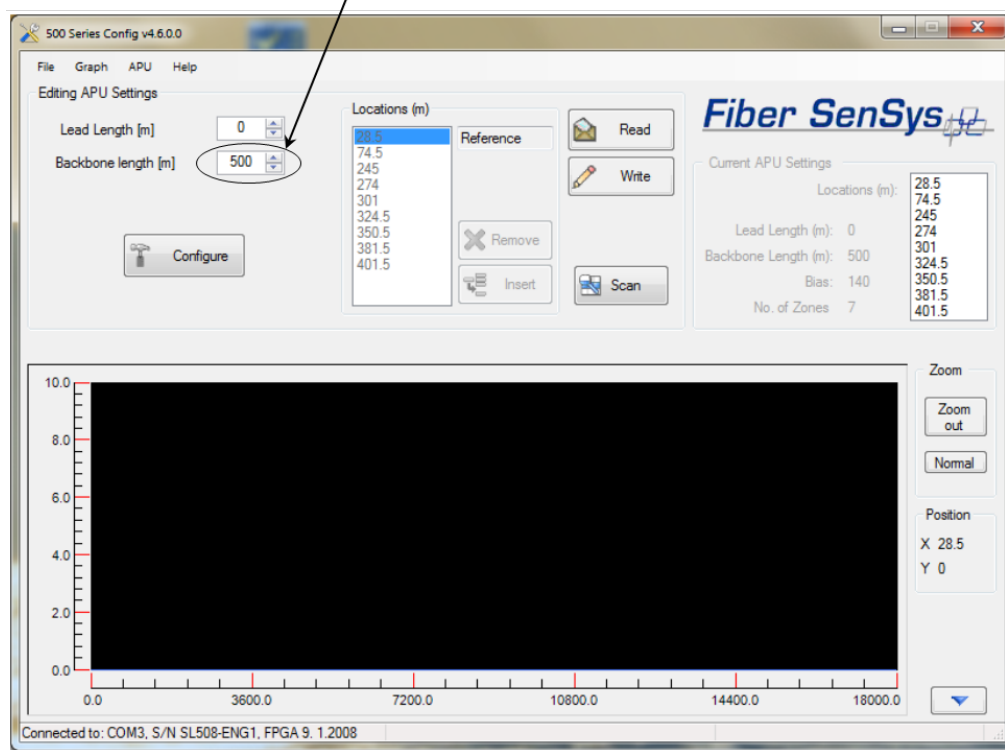 500 Series Config v4.6.0.0
File Graph APU Help
Editing APU Settings
Lead Length [m] 0
Backbone length [m] 500
Configure
Locations (m)
28.5
74.5
245
274
301
324.5
350.5
381.5
401.5
Reference
Remove
Insert
Read
Write
Scan
Fiber SenSys
Current APU Settings
Locations (m):
28.5
74.5
245
274
301
324.5
350.5
381.5
401.5
Lead Length (m): 0
Backbone Length (m): 500
Bias: 140
No. of Zones 7
10.0
8.0
6.0
4.0
2.0
0.0
0.0 3600.0 7200.0 10800.0 14400.0 18000.0
Zoom
Zoom
out
Normal
Position
X 28.5
Y 0
Connected to: COM3, S/N SL508-ENG1, FPGA 9. 1.2008